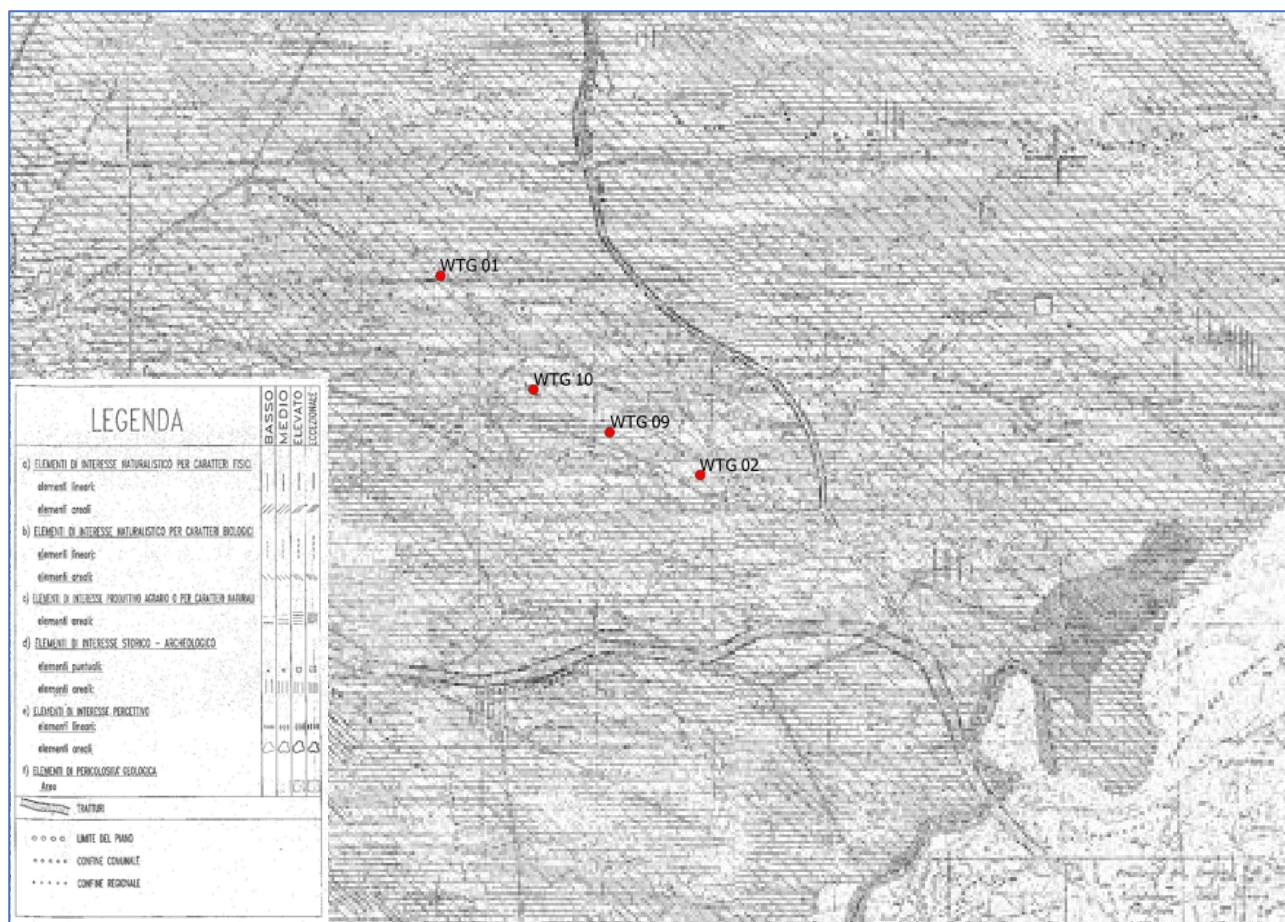 WTG 01
WTG 10
WTG 09
WTG 02
LEGENDA
BASSO
MEDIO
ELEVATO
ECCEZIONALE
a) ELEMENTI DI INTERESSE NATURALISTICO PER CARATTERI FISICI
elementi lineari:
elementi areali
b) ELEMENTI DI INTERESSE NATURALISTICO PER CARATTERI BIOLOGICI
elementi lineari:
elementi areali:
c) ELEMENTI DI INTERESSE PRODUTTIVO AGRARIO O PER CARATTERI NATURALI
elementi areali:
d) ELEMENTI DI INTERESSE STORICO - ARCHEOLOGICO
elementi puntuali:
elementi areali:
e) ELEMENTI DI INTERESSE PERCETTIVO
elementi lineari:
elementi areali:
f) ELEMENTI DI PERICOLOSITÀ GEOLOGICA
Area
TRATTURI
LIMITE DEL PIANO
CONFINE COMUNALE
CONFINE REGIONALE